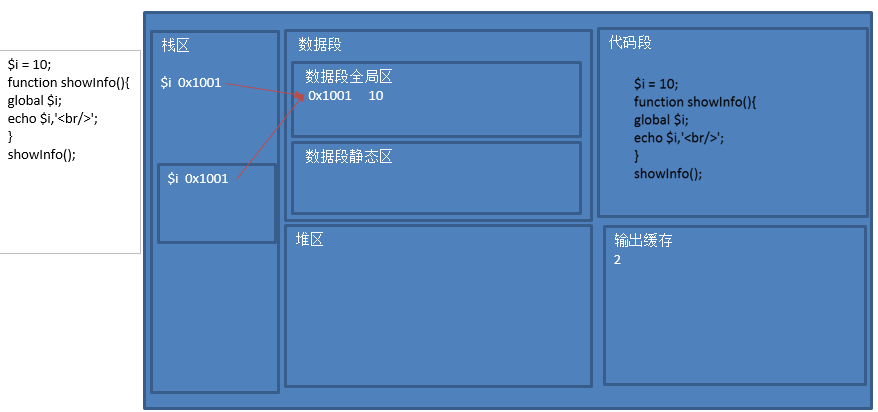 $i = 10;
function showInfo(){
global $i;
echo $i,'<br/>';
}
showInfo();
栈区
$i 0x1001
$i 0x1001
数据段
数据段全局区
0x1001 10
数据段静态区
堆区
代码段
$i = 10;
function showInfo(){
global $i;
echo $i,'<br/>';
}
showInfo();
输出缓存
2